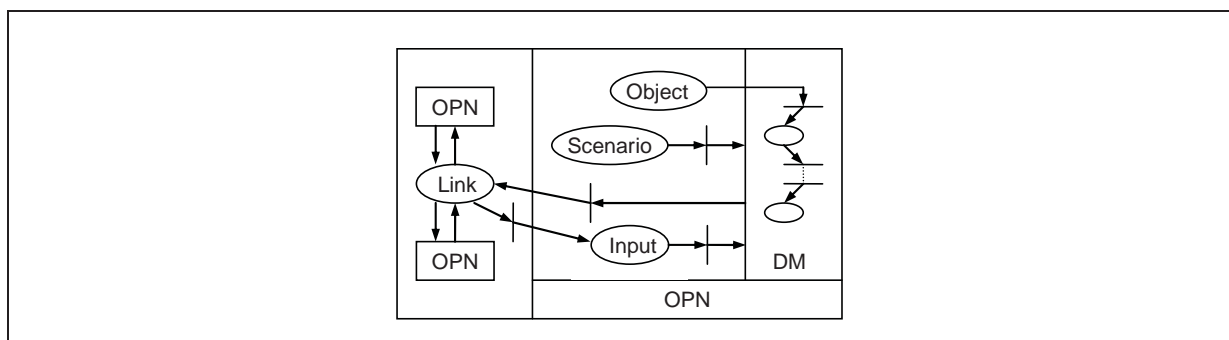 Object
OPN
Scenario
Link
Input
OPN
DM
OPN